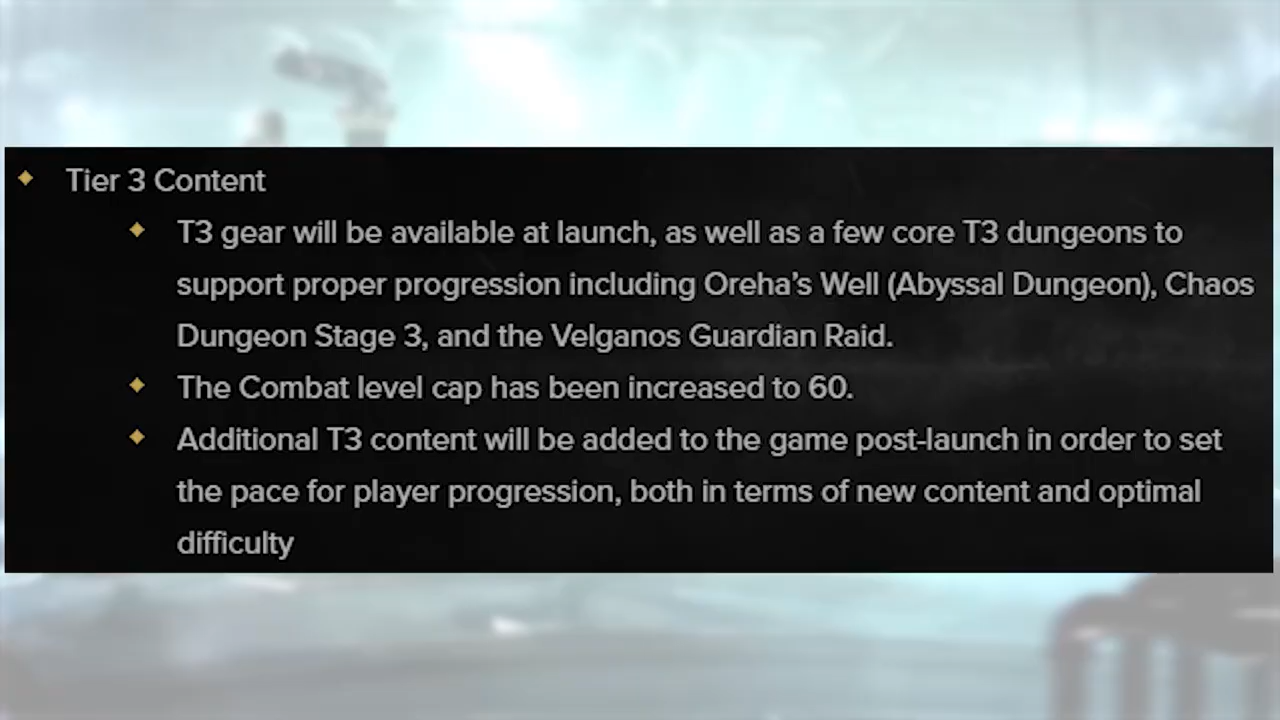 Tier 3 Content
T3 gear will be available at launch, as well as a few core T3 dungeons to
support proper progression including Oreha’s Well (Abyssal Dungeon), Chaos
Dungeon Stage 3, and the Velganos Guardian Raid.
The Combat level cap has been increased to 60.
Additional T3 content will be added to the game post-launch in order to set
the pace for player progression, both in terms of new content and optimal
difficulty